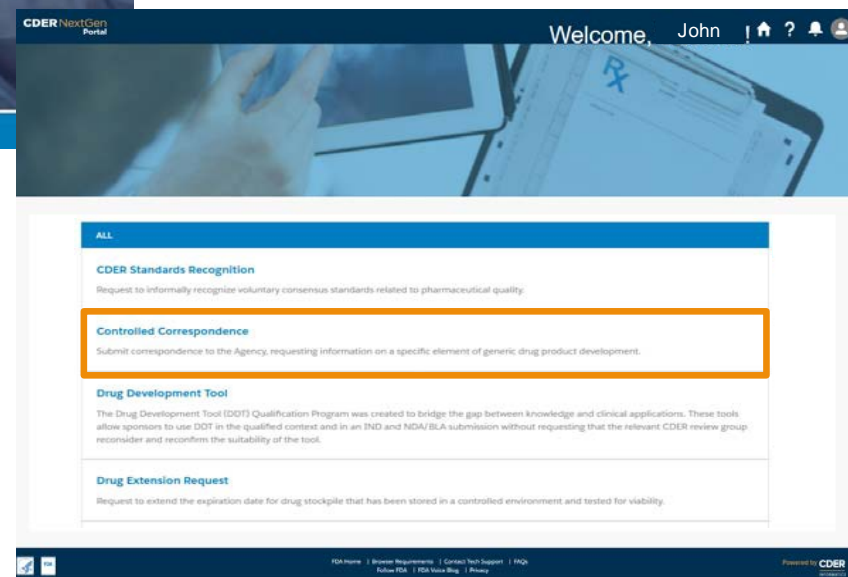 CDER NextGen
Portal
Welcome, John !
?
Rx
ALL
CDER Standards Recognition
Request to informally recognize voluntary consensus standards related to pharmaceutical quality.
Controlled Correspondence
Submit correspondence to the Agency, requesting information on a specific element of generic drug product development.
Drug Development Tool
The Drug Development Tool (DDT) Qualification Program was created to bridge the gap between knowledge and clinical applications. These tools
allow sponsors to use DDT in the qualified context and in an IND and NDA/BLA submission without requesting that the relevant CDER review group
reconsider and reconfirm the suitability of the tool.
Drug Extension Request
Request to extend the expiration date for drug stockpile that has been stored in a controlled environment and tested for viability.
FDA
FDA Home | Browser Requirements | Contact Tech Support | FAQs
Follow FDA | FDA Voice Blog | Privacy
Powered by CDER